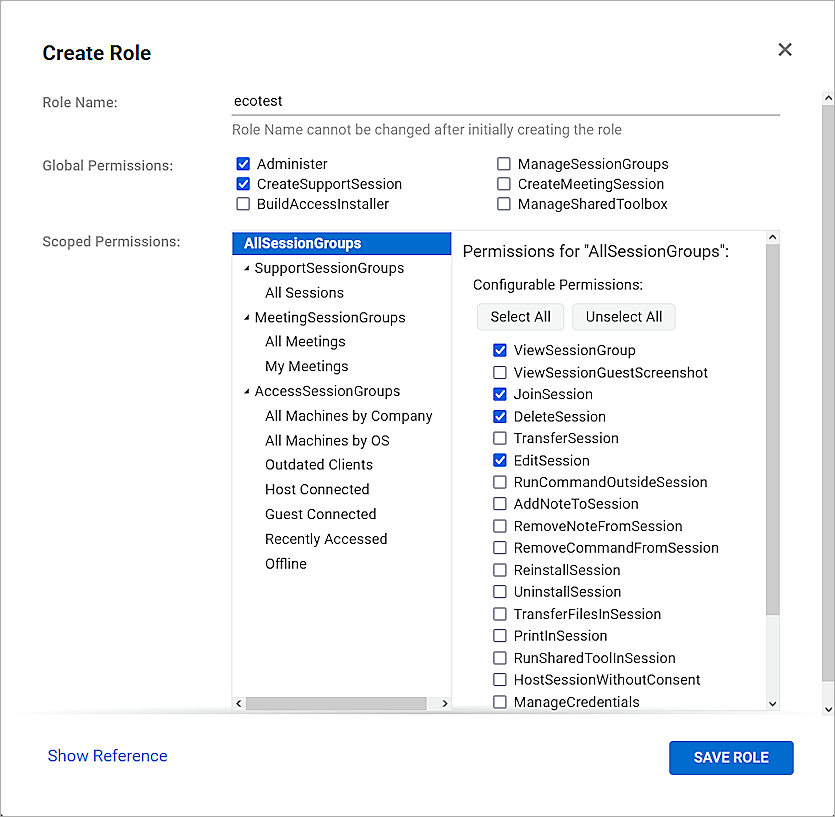 Create Role
Role Name:
ecotest
Role Name cannot be changed after initially creating the role
Global Permissions:
Administer
ManageSessionGroups
CreateSupportSession
CreateMeetingSession
BuildAccessInstaller
ManageSharedToolbox
Scoped Permissions:
AllSessionGroups
SupportSessionGroups
All Sessions
MeetingSessionGroups
All Meetings
My Meetings
AccessSessionGroups
All Machines by Company
All Machines by OS
Outdated Clients
Host Connected
Guest Connected
Recently Accessed
Offline
Permissions for "AllSessionGroups":
Configurable Permissions:
Select All
Unselect All
ViewSessionGroup
ViewSessionGuestScreenshot
JoinSession
DeleteSession
TransferSession
EditSession
RunCommandOutsideSession
AddNoteToSession
RemoveNoteFromSession
RemoveCommandFromSession
ReinstallSession
UninstallSession
TransferFilesInSession
PrintInSession
RunSharedToolInSession
HostSessionWithoutConsent
ManageCredentials
Show Reference
SAVE ROLE